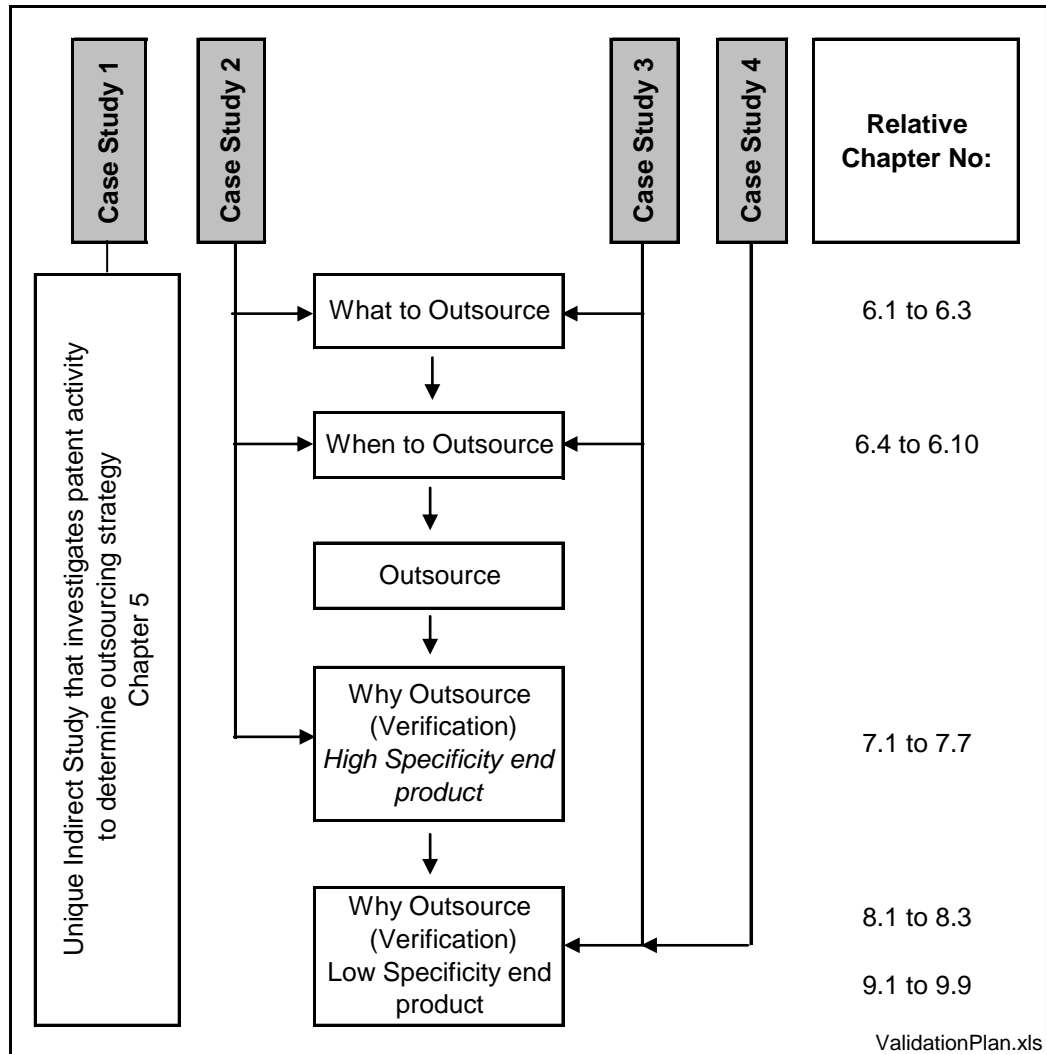 Case Study 1
Case Study 2
Case Study 3
Case Study 4
Relative
Chapter No:
Unique Indirect Study that investigates patent activity
to determine outsourcing strategy
Chapter 5
What to Outsource
6.1 to 6.3
When to Outsource
6.4 to 6.10
Outsource
Why Outsource
(Verification)
High Specificity end
product
7.1 to 7.7
Why Outsource
(Verification)
Low Specificity end
product
8.1 to 8.3
9.1 to 9.9
ValidationPlan.xls